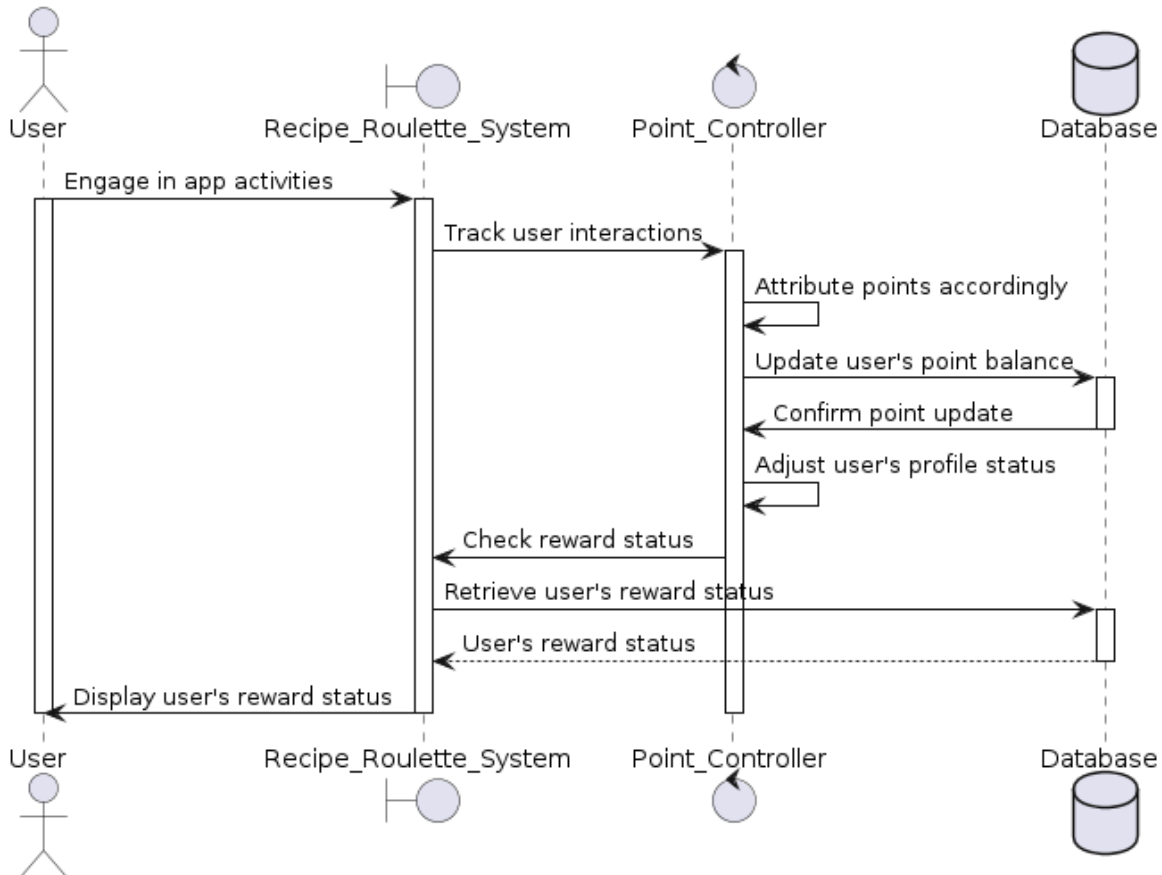 User
Recipe_Roulette_System
Point_Controller
Database
Engage in app activities
Track user interactions
Attribute points accordingly
Update user's point balance
Confirm point update
Adjust user's profile status
Check reward status
Retrieve user's reward status
User's reward status
Display user's reward status
User
Recipe_Roulette_System
Point_Controller
Database